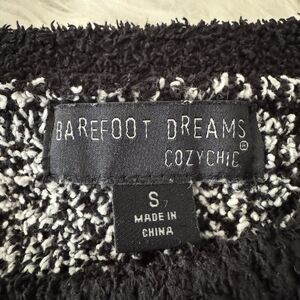 BAREFOOT DREAMS
COZYCHIC
S
MADE IN
CHINA